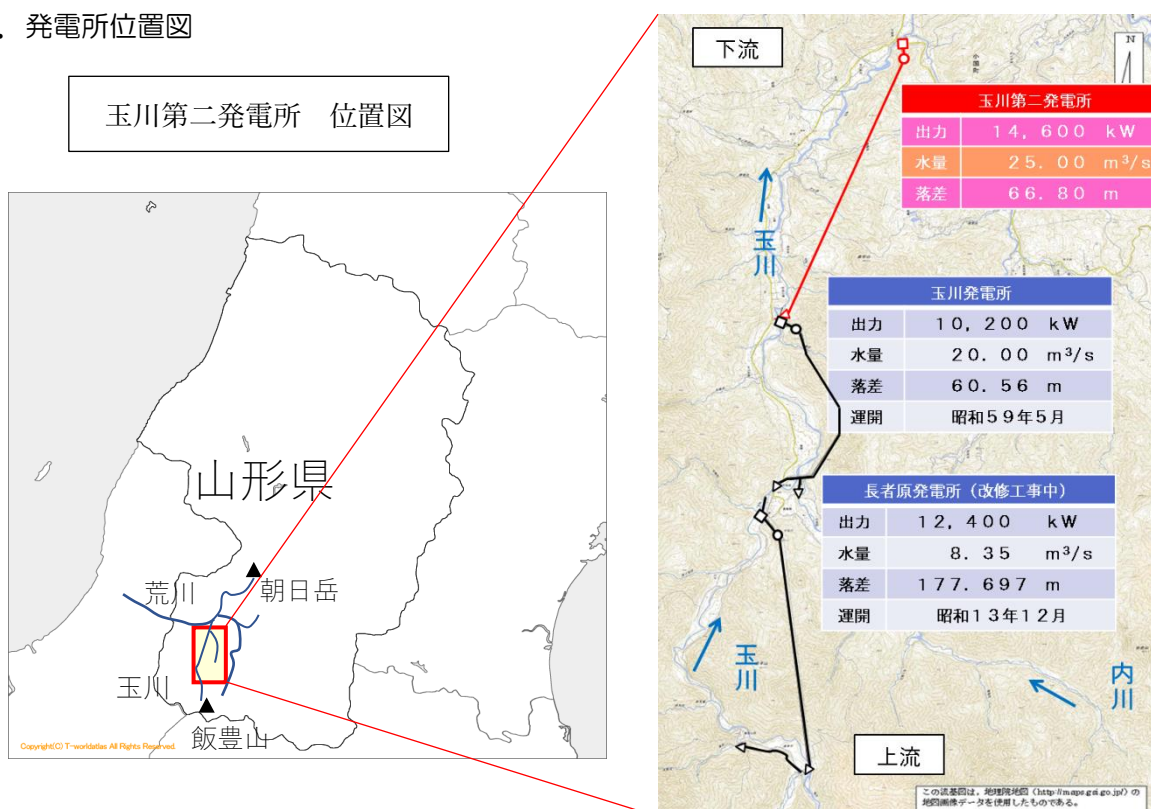 . 発電所位置図
玉川第二発電所　位置図
山形県
荒川
朝日岳
玉川
飯豊山
Copyright(C) T-worldatlas All Rights Reserved.
下流
N
玉川第二発電所
出力 １４，６００ ｋＷ
水量 ２５．００ ｍ³/ｓ
落差 ６６．８０ ｍ
玉川
玉川発電所
出力 １０，２００ ｋＷ
水量 ２０．００ ｍ³/ｓ
落差 ６０．５６ ｍ
運開 昭和５９年５月
長者原発電所（改修工事中）
出力 １２，４００ ｋＷ
水量 ８．３５ ｍ³/ｓ
落差 １７７．６９７ ｍ
運開 昭和１３年１２月
玉川
内川
上流
この流基図は，地理院地図（http://maps.gsi.go.jp/）の
地図画像データを使用したものである。